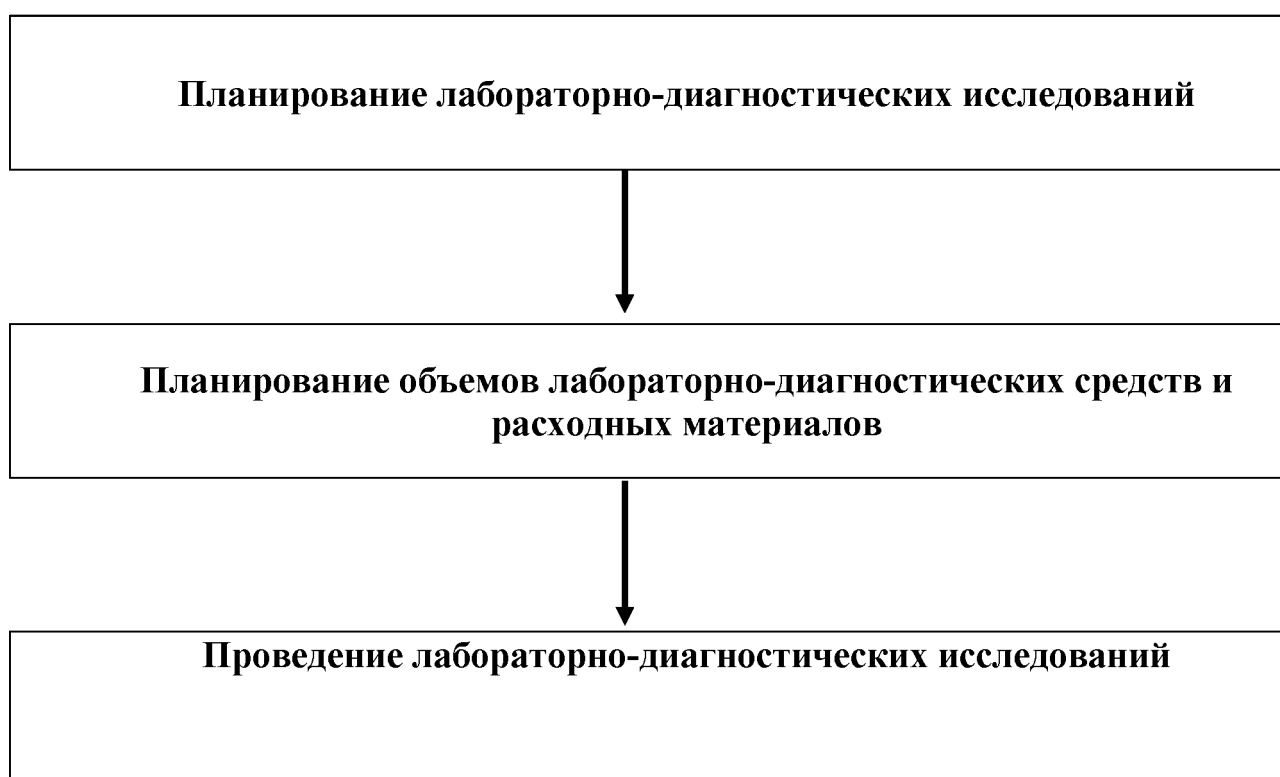 Планирование лабораторно-диагностических исследований
Планирование объемов лабораторно-диагностических средств и
расходных материалов
Проведение лабораторно-диагностических исследований